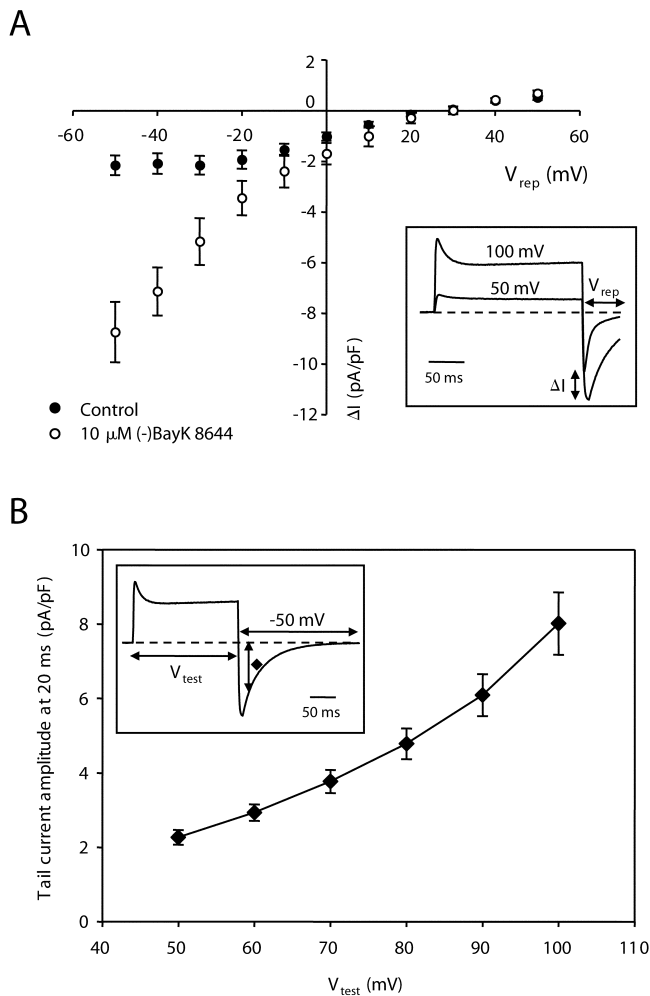 A
2
0
-60 -40 -20 20 40 60
-2
V rep (mV)
-4
-6
-8
-10
-12
ΔI (pA/pF)
100 mV
50 mV
V rep
50 ms
ΔI
Control
10 µM (-)BayK 8644
B
10
8
6
4
2
0
Tail current amplitude at 20 ms (pA/pF)
-50 mV
V test
50 ms
40 50 60 70 80 90 100 110
V test (mV)